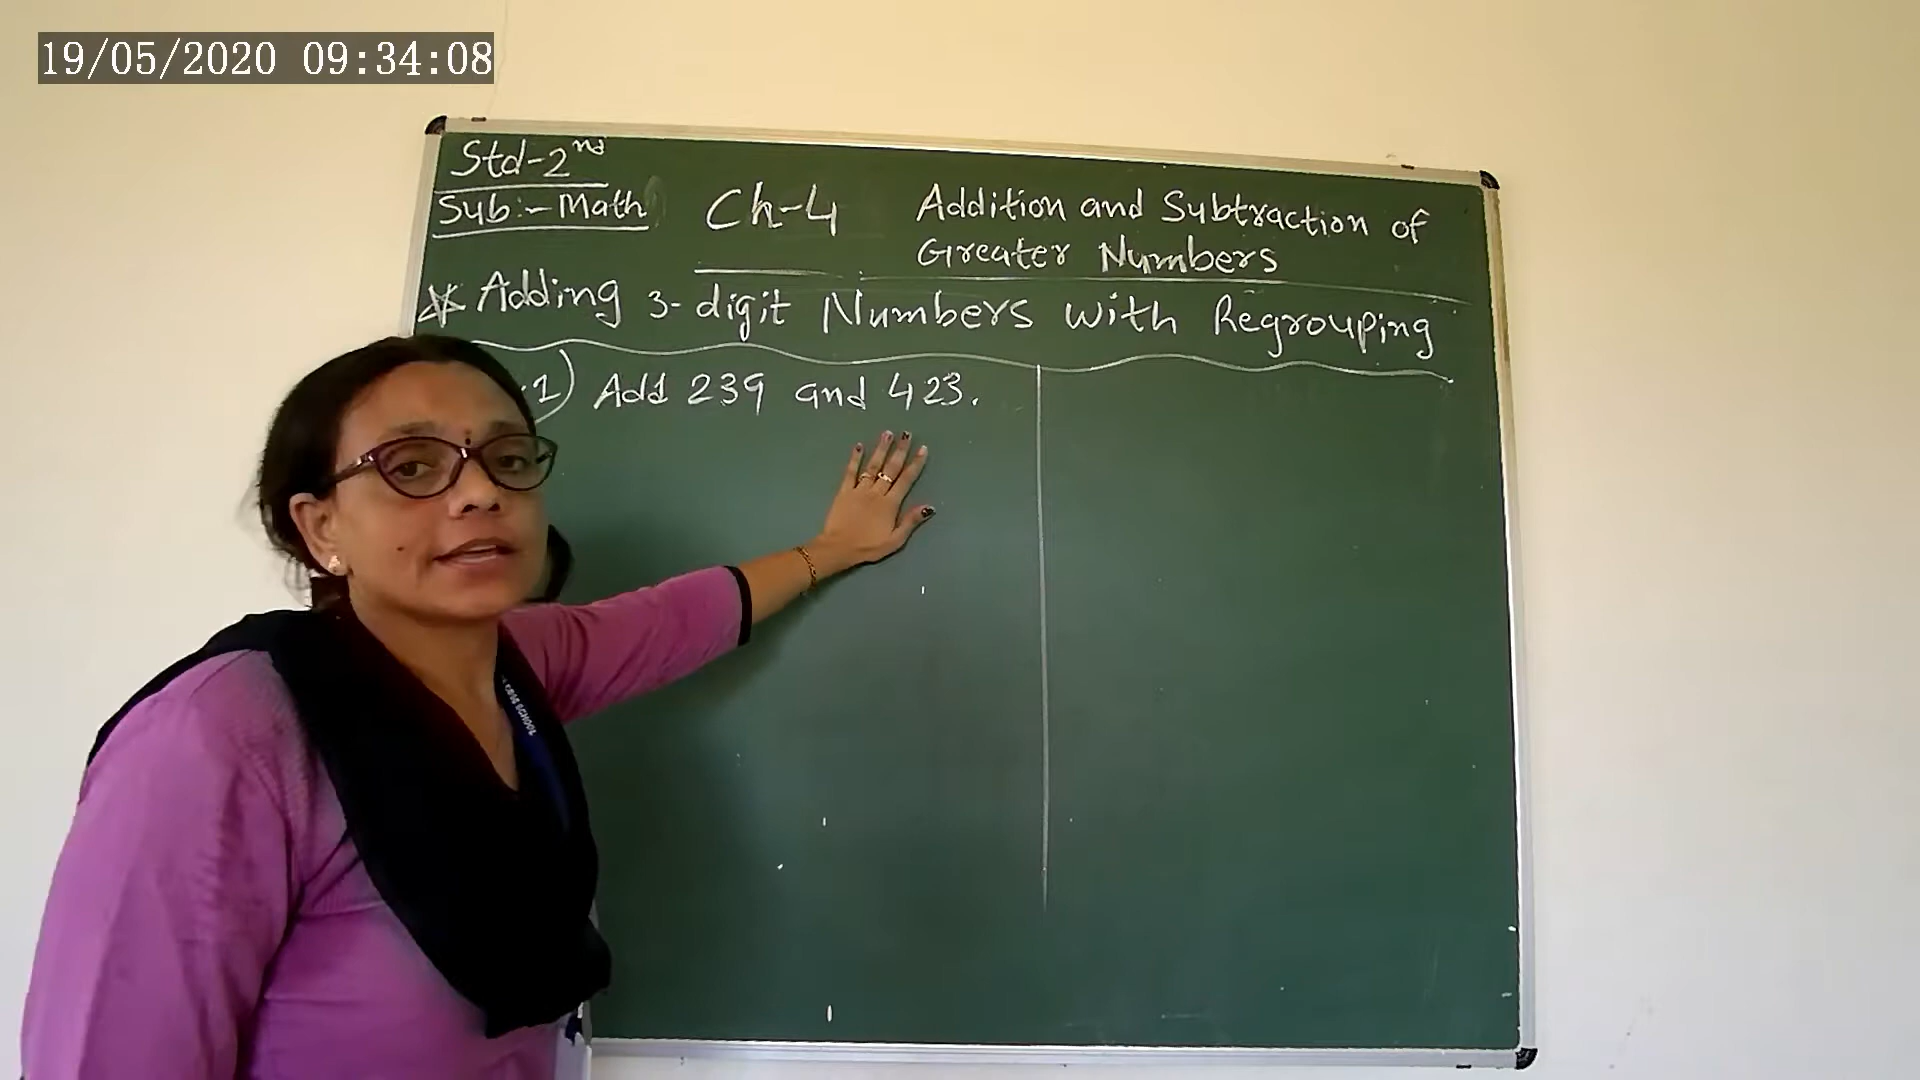 19/05/2020 09:34:08
Std-2nd
Sub:- Math
Ch-4 Addition and Subtraction of
Greater Numbers
Adding 3-digit Numbers with Regrouping
1) Add 239 and 423.
SCHOOL